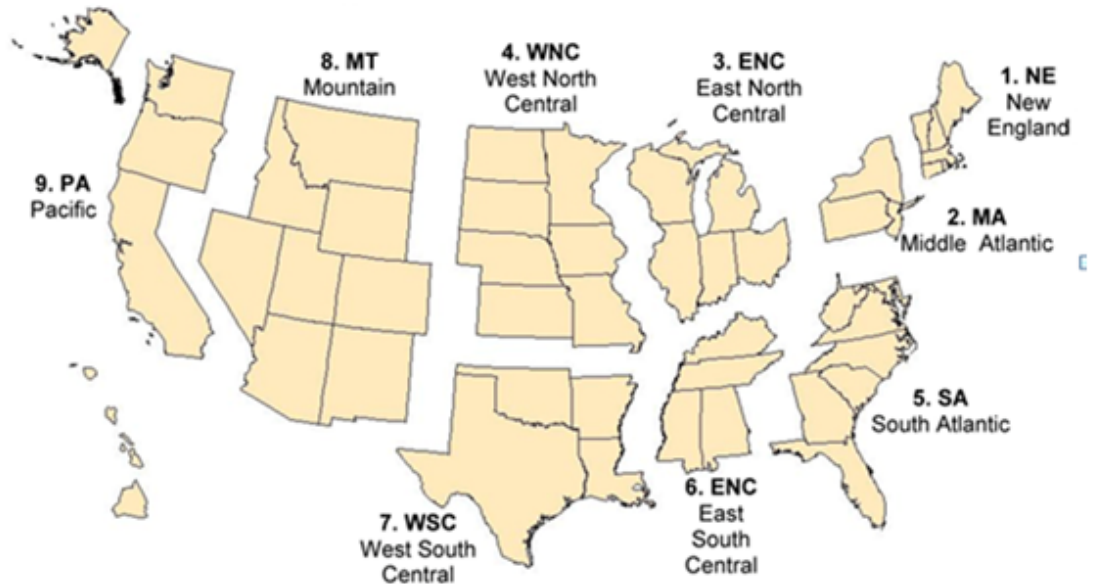 8. MT
Mountain
4. WNC
West North
Central
3. ENC
East North
Central
1. NE
New
England
9. PA
Pacific
2. MA
Middle Atlantic
5. SA
South Atlantic
6. ENC
East
South
Central
7. WSC
West South
Central